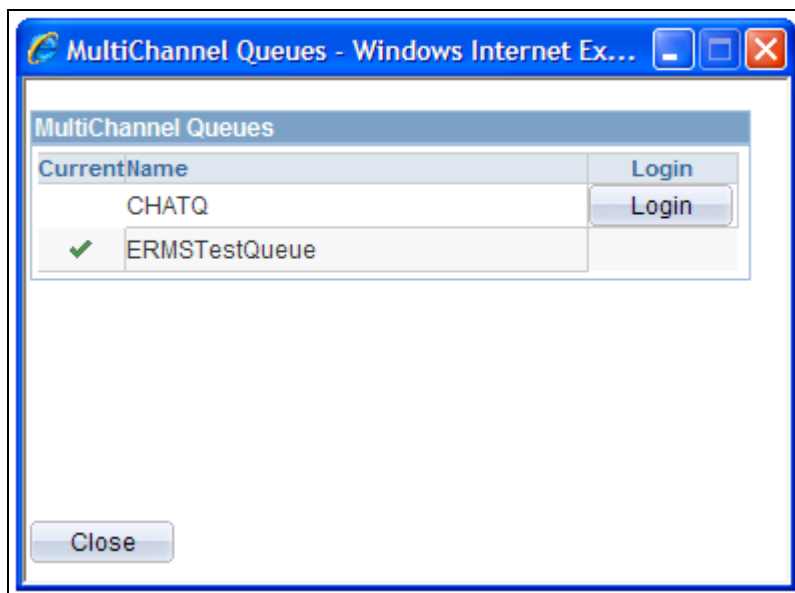 MultiChannel Queues - Windows Internet Ex...
MultiChannel Queues
Current Name Login
CHATQ Login
ERMSTestQueue
Close